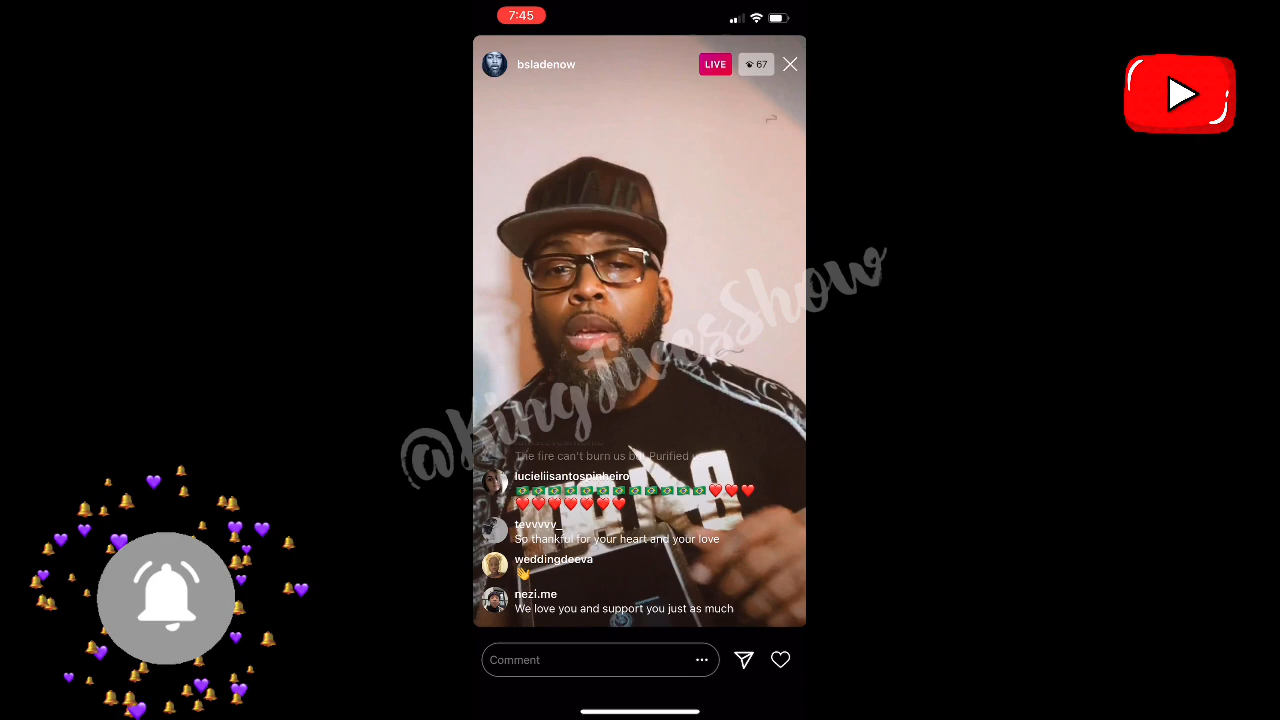 7:45
bsladenow
LIVE
67
@KingJiveesShow
The fire can't burn us but Purified
lucieliisantospinheiro
🇧🇷🇧🇷🇧🇷🇧🇷🇧🇷🇧🇷🇧🇷🇧🇷🇧🇷🇧🇷🇧🇷🇧🇷❤️❤️❤️
❤️❤️❤️❤️❤️❤️❤️
tevvvvv_
So thankful for your heart and your love
weddingdeeva
👋
nezi.me
We love you and support you just as much
Comment